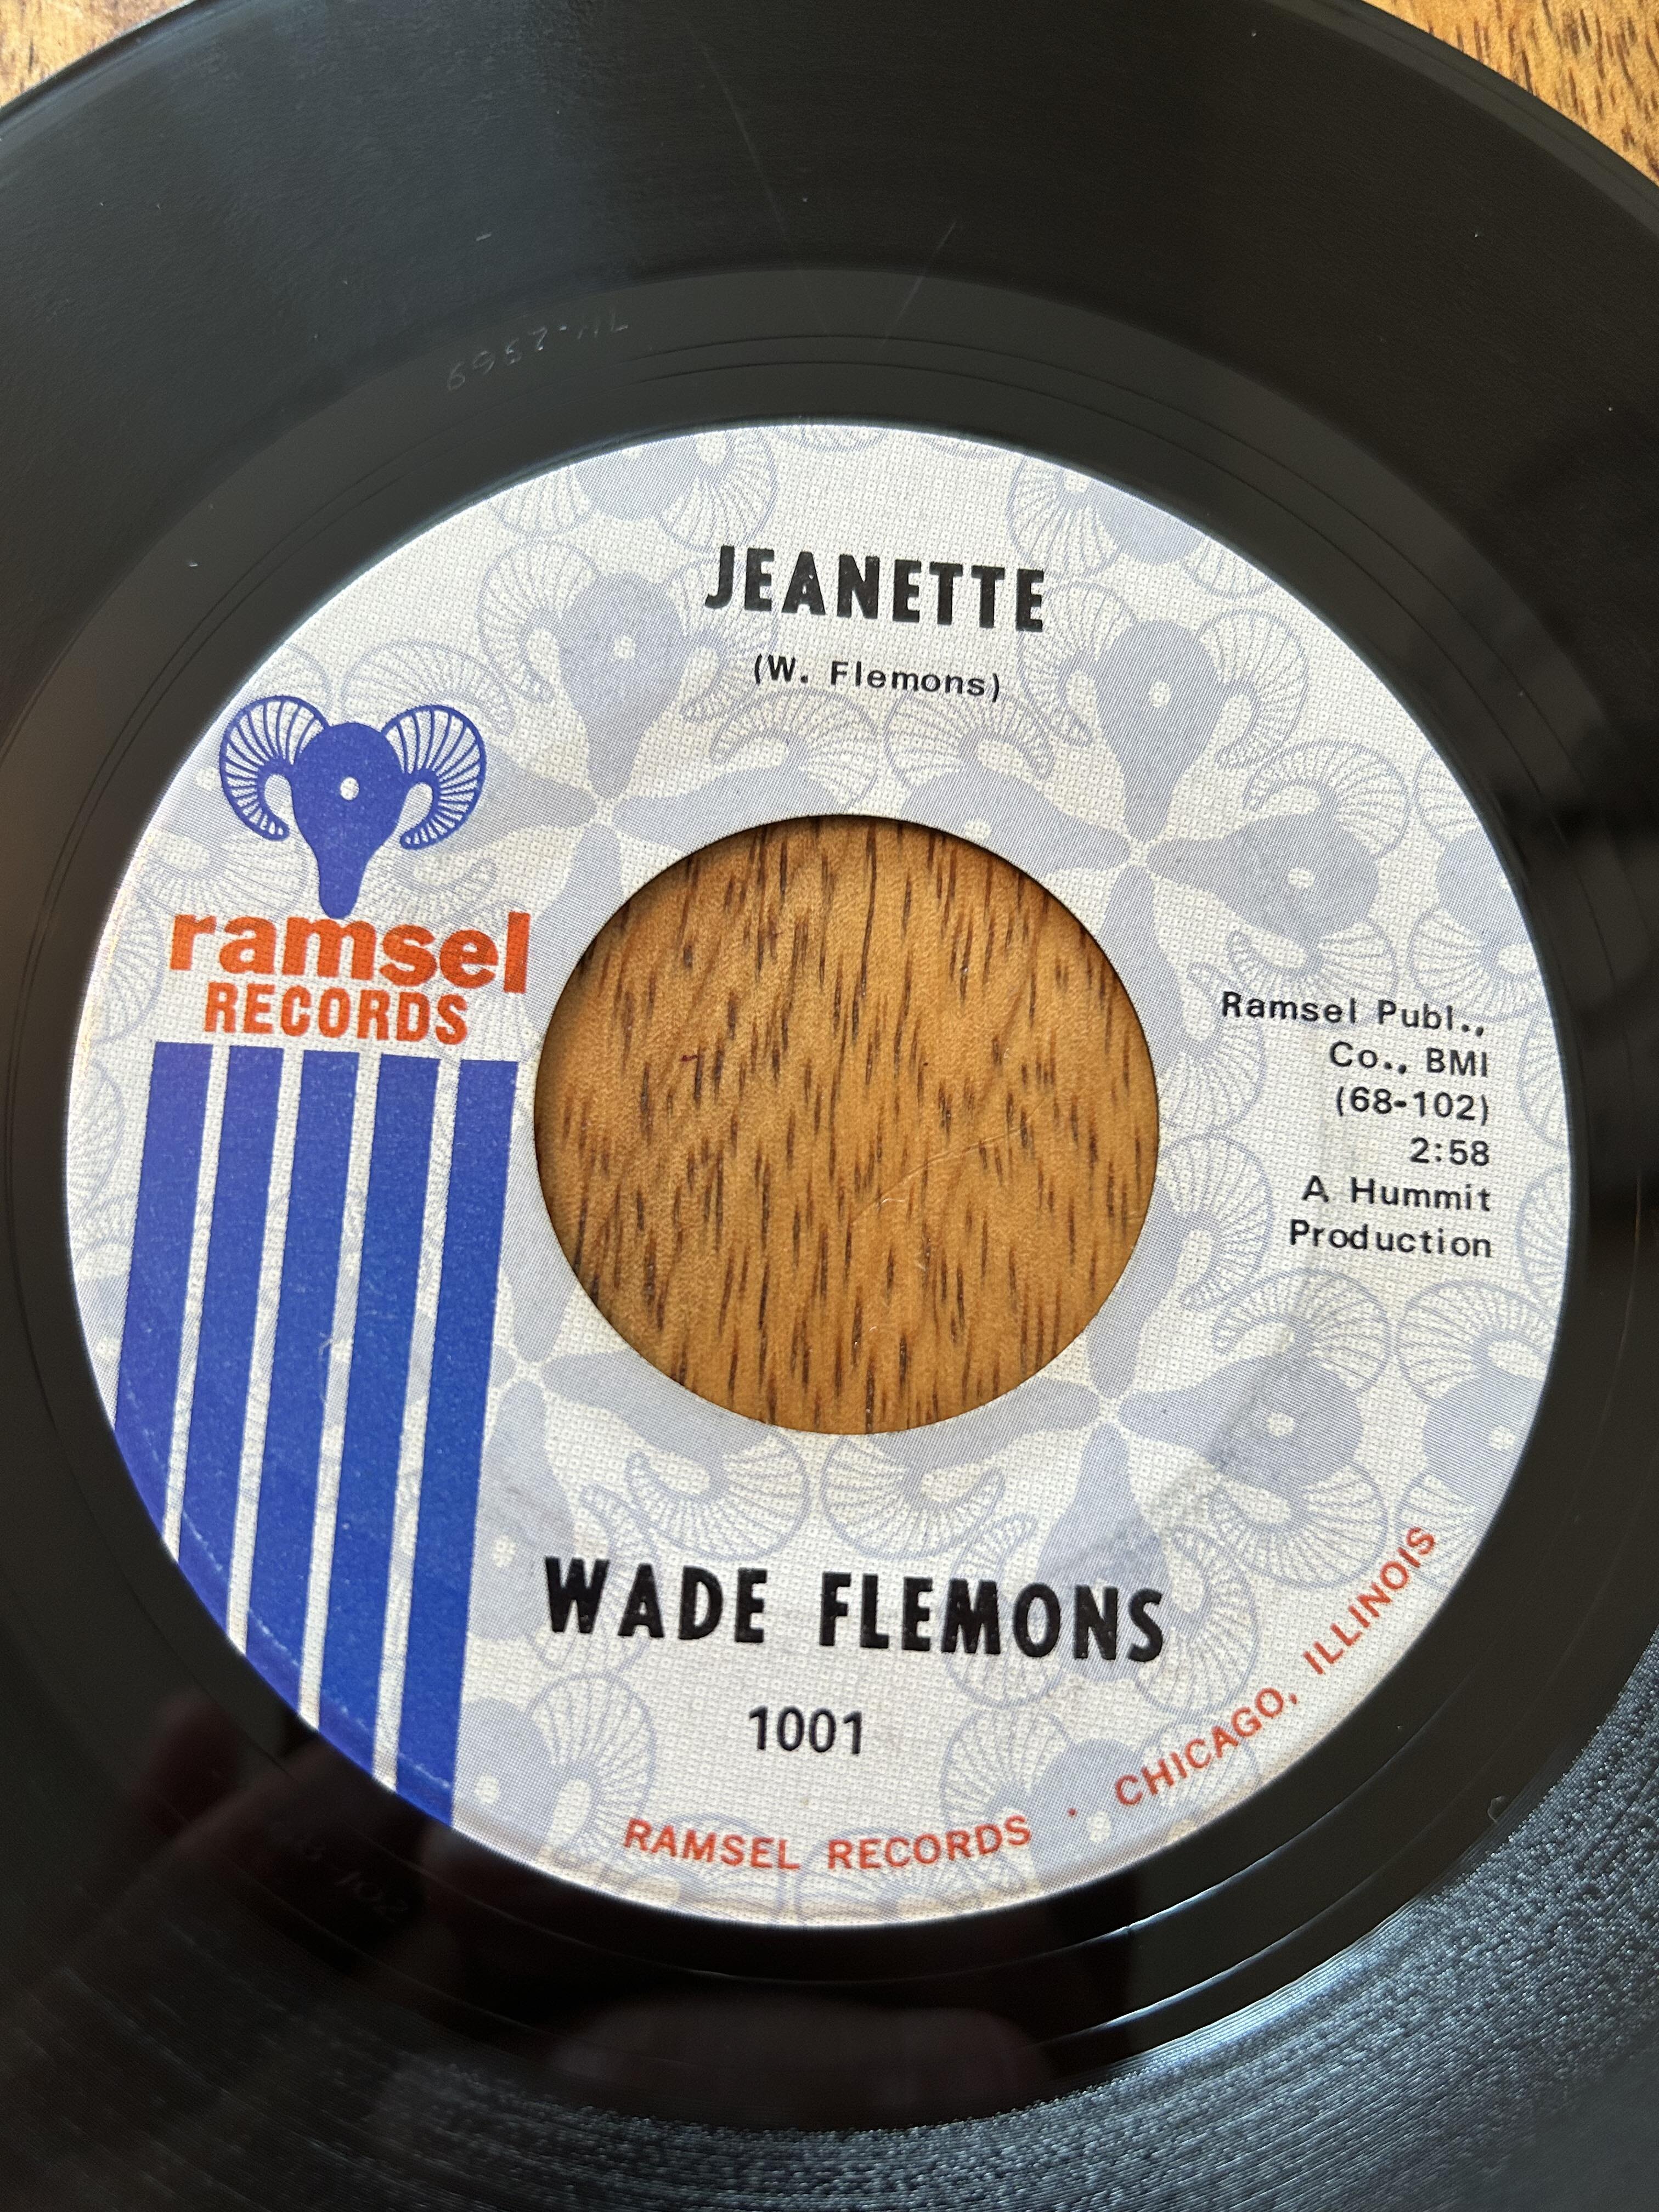 JEANETTE
(W. Flemons)
ramsel
RECORDS
Ramsel Publ.,
Co., BMI
(68-102)
2:58
A Hummit
Production
WADE FLEMONS
1001
RAMSEL RECORDS · CHICAGO, ILLINOIS